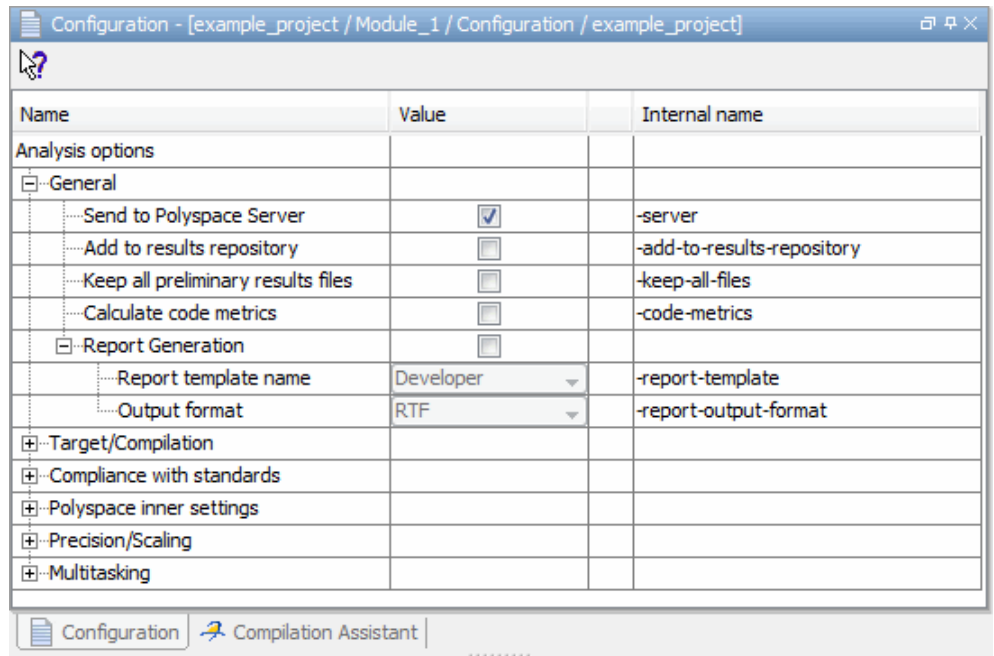 Configuration - [example_project / Module_1 / Configuration / example_project]
Name Value Internal name
Analysis options
General
Send to Polyspace Server -server
Add to results repository -add-to-results-repository
Keep all preliminary results files -keep-all-files
Calculate code metrics -code-metrics
Report Generation
Report template name Developer -report-template
Output format RTF -report-output-format
Target/Compilation
Compliance with standards
Polyspace inner settings
Precision/Scaling
Multitasking
Configuration Compilation Assistant